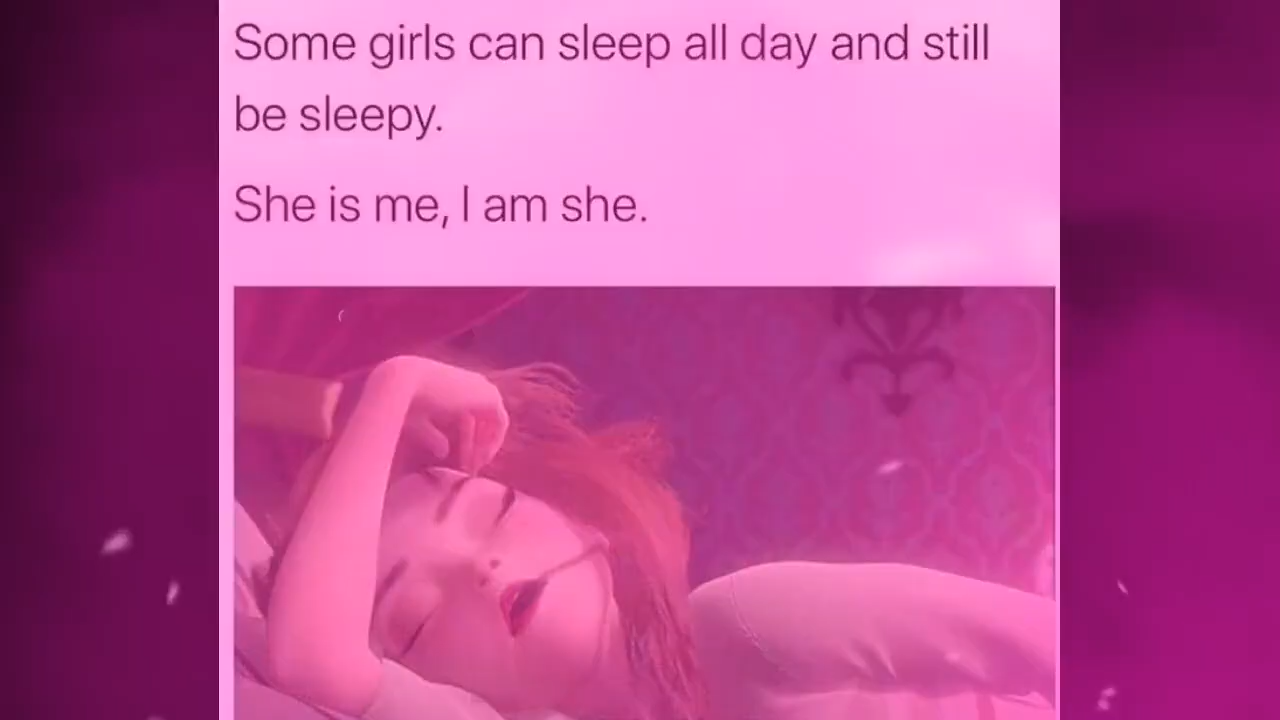 Some girls can sleep all day and still
be sleepy.
She is me, I am she.